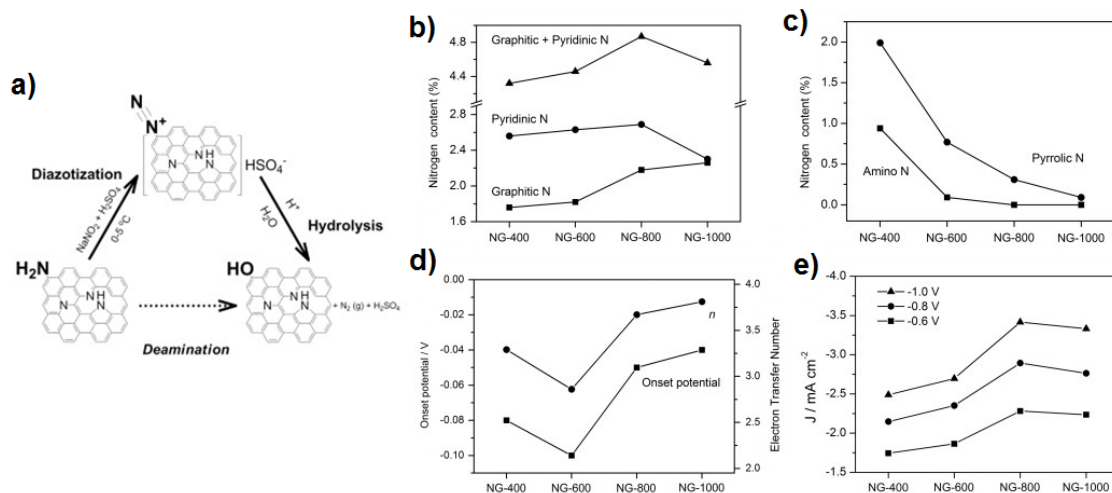 a)
N
N+
NH
N
N
HSO4-
Diazotization
NaNO2 + H2SO4
0-5 ºC
H+
H2O
Hydrolysis
H2N
NH
N
N
HO
NH
N
N
+ N2 (g) + H2SO4
Deamination
b)
Graphitic + Pyridinic N
Pyridinic N
Graphitic N
Nitrogen content (%)
4.8
4.4
2.8
2.4
2.0
1.6
NG-400 NG-600 NG-800 NG-1000
c)
Nitrogen content (%)
2.0
1.5
1.0
0.5
0.0
Pyrrolic N
Amino N
NG-400 NG-600 NG-800 NG-1000
d)
Onset potential / V
0.00
-0.02
-0.04
-0.06
-0.08
-0.10
n
Onset potential
4.0
3.5
3.0
2.5
2.0
Electron Transfer Number
NG-400 NG-600 NG-800 NG-1000
e)
J / mA cm-2
-4.0
-3.5
-3.0
-2.5
-2.0
-1.5
-1.0 V
-0.8 V
-0.6 V
NG-400 NG-600 NG-800 NG-1000